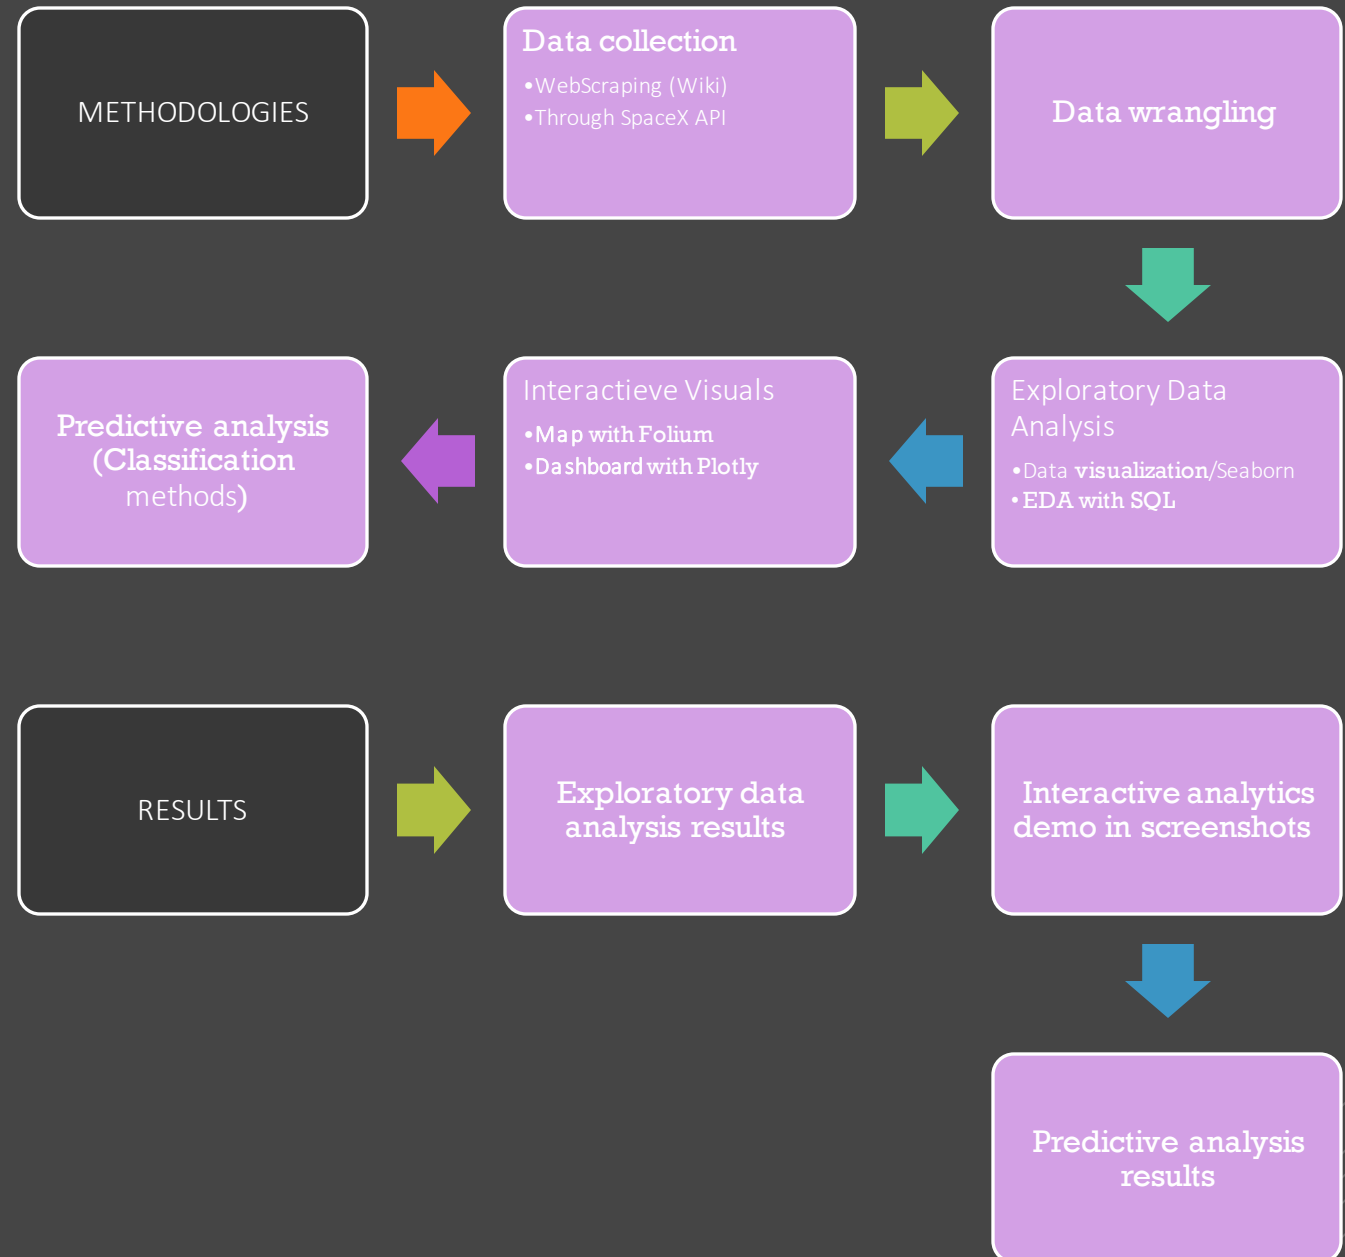 METHODOLOGIES
Data collection
•WebScraping (Wiki)
•Through SpaceX API
Data wrangling
Exploratory Data
Analysis
•Data visualization/Seaborn
•EDA with SQL
Interactieve Visuals
•Map with Folium
•Dashboard with Plotly
Predictive analysis
(Classification
methods)
RESULTS
Exploratory data
analysis results
Interactive analytics
demo in screenshots
Predictive analysis
results